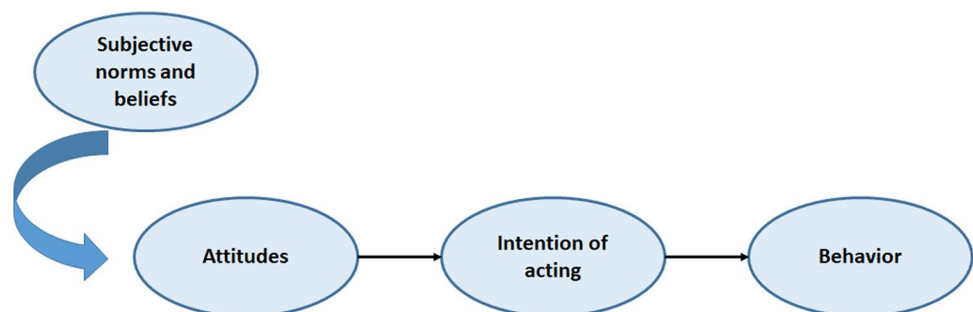 Subjective
norms and
beliefs
Attitudes
Intention of
acting
Behavior